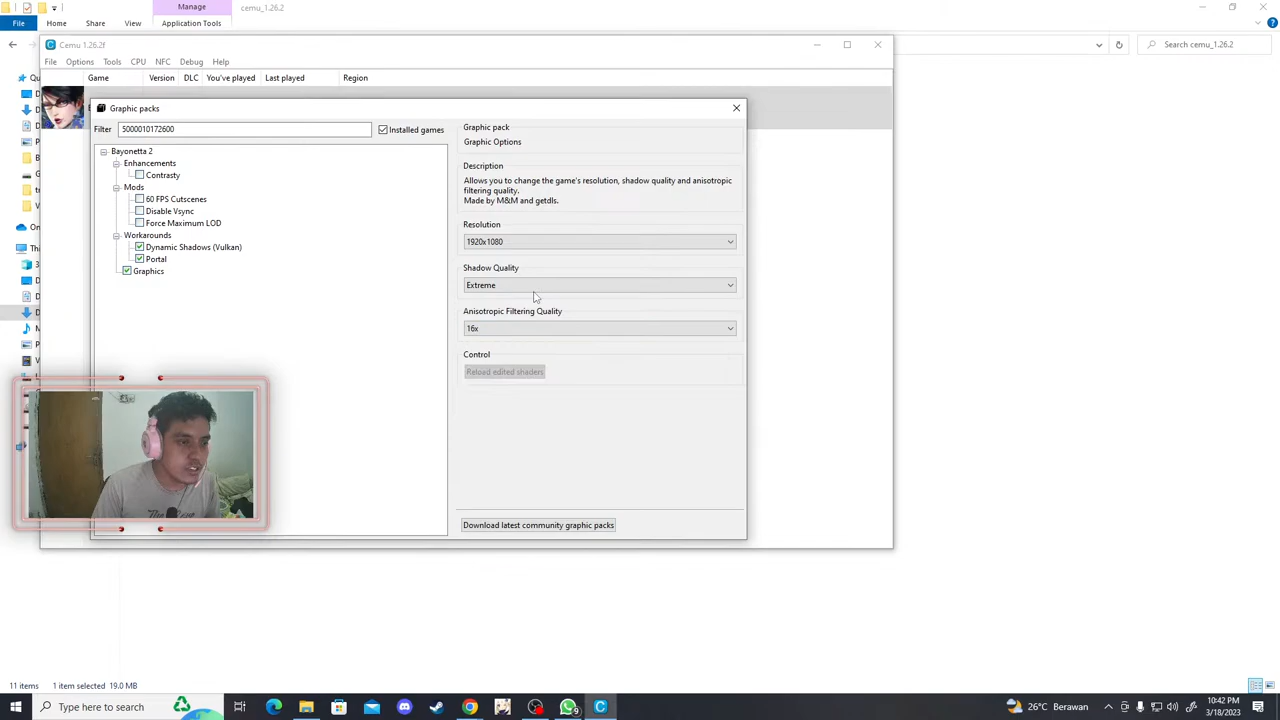 Manage
cemu_1.26.2
File
Home
Share
View
Application Tools
Cemu 1.26.2f
Search cemu_1.26.2
File
Options
Tools
CPU
NFC
Debug
Help
Game
Version
DLC
You've played
Last played
Region
Graphic packs
Filter
5000010172600
Installed games
Bayonetta 2
Enhancements
Contrasty
Mods
60 FPS Cutscenes
Disable Vsync
Force Maximum LOD
Workarounds
Dynamic Shadows (Vulkan)
Portal
Graphics
Graphic pack
Graphic Options
Description
Allows you to change the game's resolution, shadow quality and anisotropic
filtering quality.
Made by M&M and getdls.
Resolution
1920x1080
Shadow Quality
Extreme
Anisotropic Filtering Quality
16x
Control
Reload edited shaders
Download latest community graphic packs
11 items
1 item selected 19.0 MB
Type here to search
26°C Berawan
10:42 PM
3/18/2023